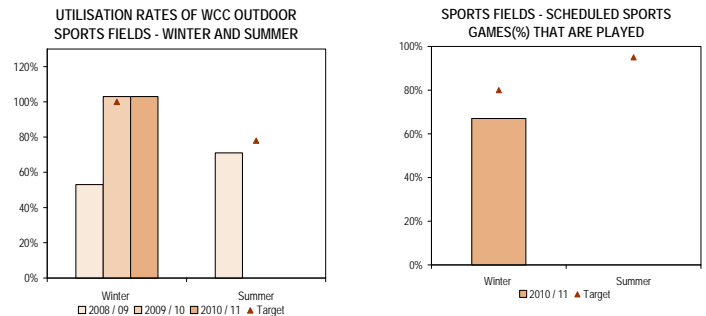 UTILISATION RATES OF WCC OUTDOOR
SPORTS FIELDS - WINTER AND SUMMER
120%
100%
80%
60%
40%
20%
0%
Winter
Summer
2008 / 09
2009 / 10
2010 / 11
Target
SPORTS FIELDS - SCHEDULED SPORTS
GAMES(%) THAT ARE PLAYED
100%
80%
60%
40%
20%
0%
Winter
Summer
2010 / 11
Target